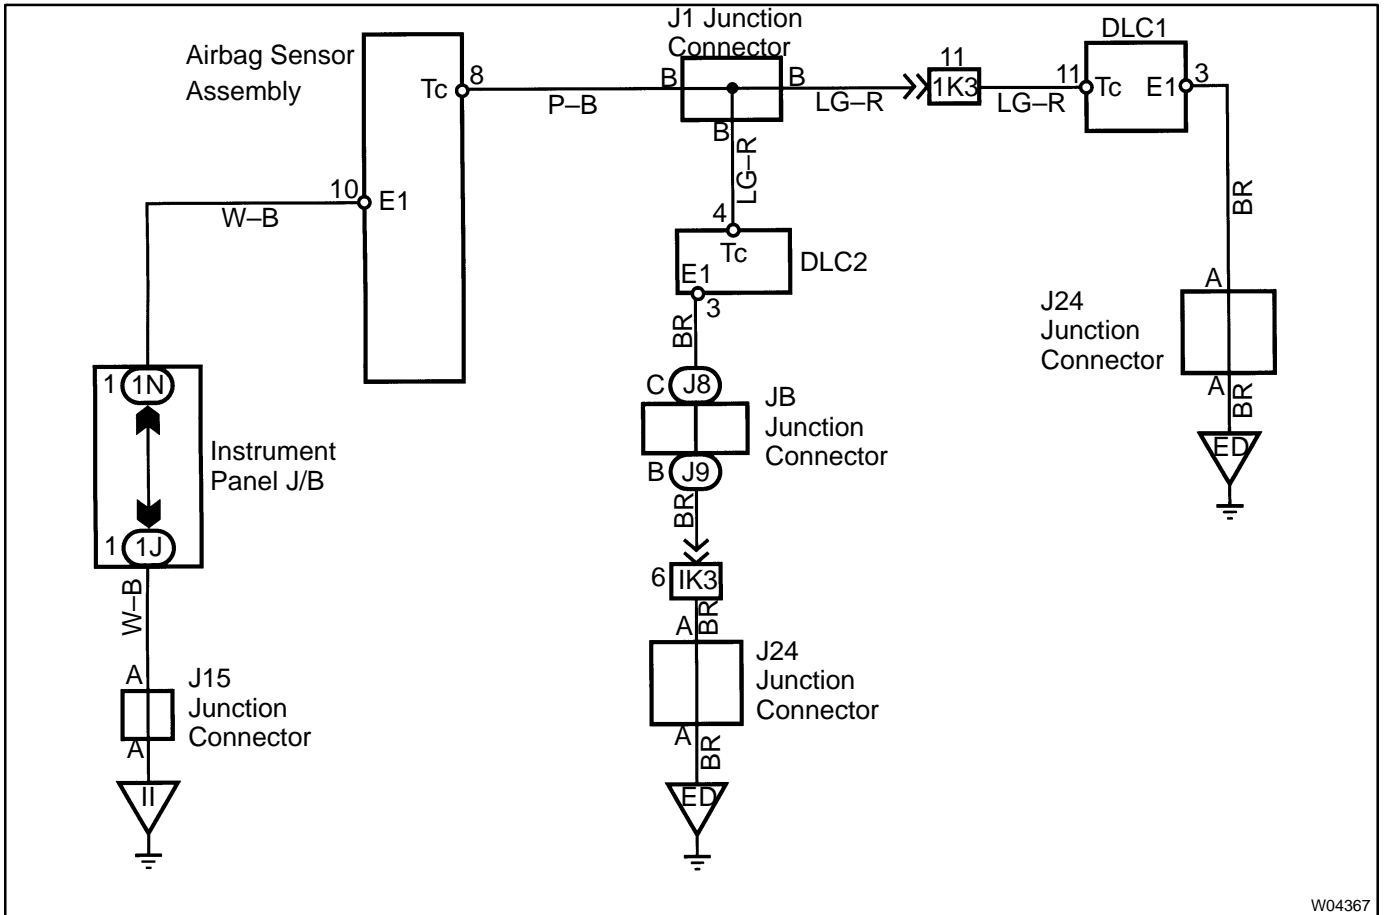 J1 Junction
Connector
DLC1
Airbag Sensor
Assembly
Tc
8
P–B
B
B
B
LG–R
11
1K3
LG–R
11
Tc
E1
3
BR
LG–R
10
E1
W–B
4
Tc
E1
3
DLC2
BR
J24
Junction
Connector
A
A
BR
ED
1
1N
Instrument
Panel J/B
1
1J
W–B
C
J8
JB
Junction
Connector
B
J9
BR
6
IK3
BR
A
J24
Junction
Connector
A
BR
ED
A
J15
Junction
Connector
A
II
W04367